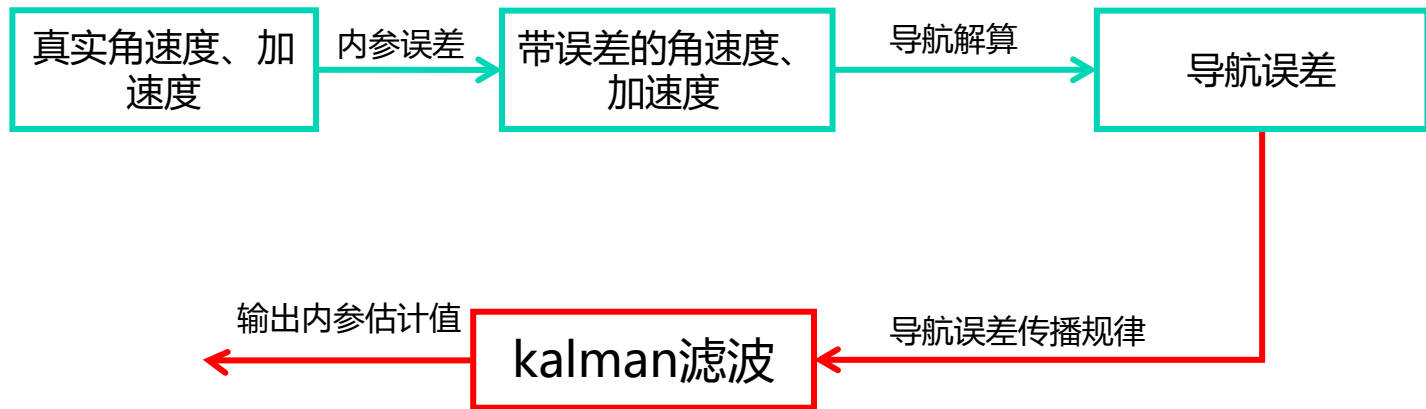 真实角速度、加
速度
内参误差
带误差的角速度、
加速度
导航解算
导航误差
输出内参估计值
kalman滤波
导航误差传播规律